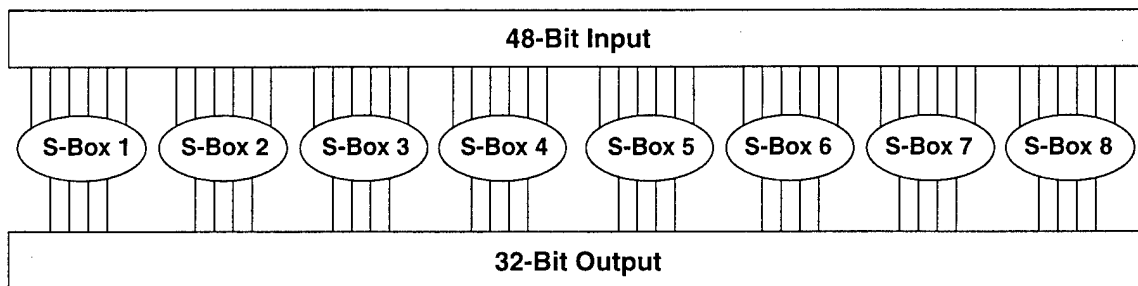 48-Bit Input
S-Box 1 S-Box 2 S-Box 3 S-Box 4 S-Box 5 S-Box 6 S-Box 7 S-Box 8
32-Bit Output